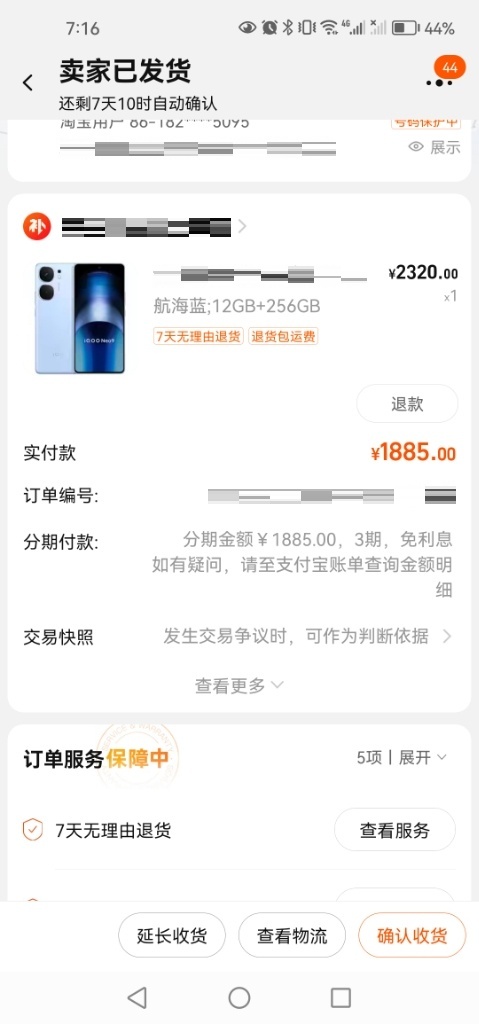 7:16
4G
44%
卖家已发货
44
还剩7天10时自动确认
淘宝用户 86-182****5095
号码保护中
展示
补
¥2320.00
航海蓝;12GB+256GB
x1
7天无理由退货 退货包运费
iQOO Neo9
退款
实付款
¥1885.00
订单编号:
分期付款:
分期金额￥1885.00，3期，免利息
如有疑问，请至支付宝账单查询金额明
细
交易快照
发生交易争议时，可作为判断依据
查看更多
订单服务保障中
5项 | 展开
7天无理由退货
查看服务
延长收货
查看物流
确认收货